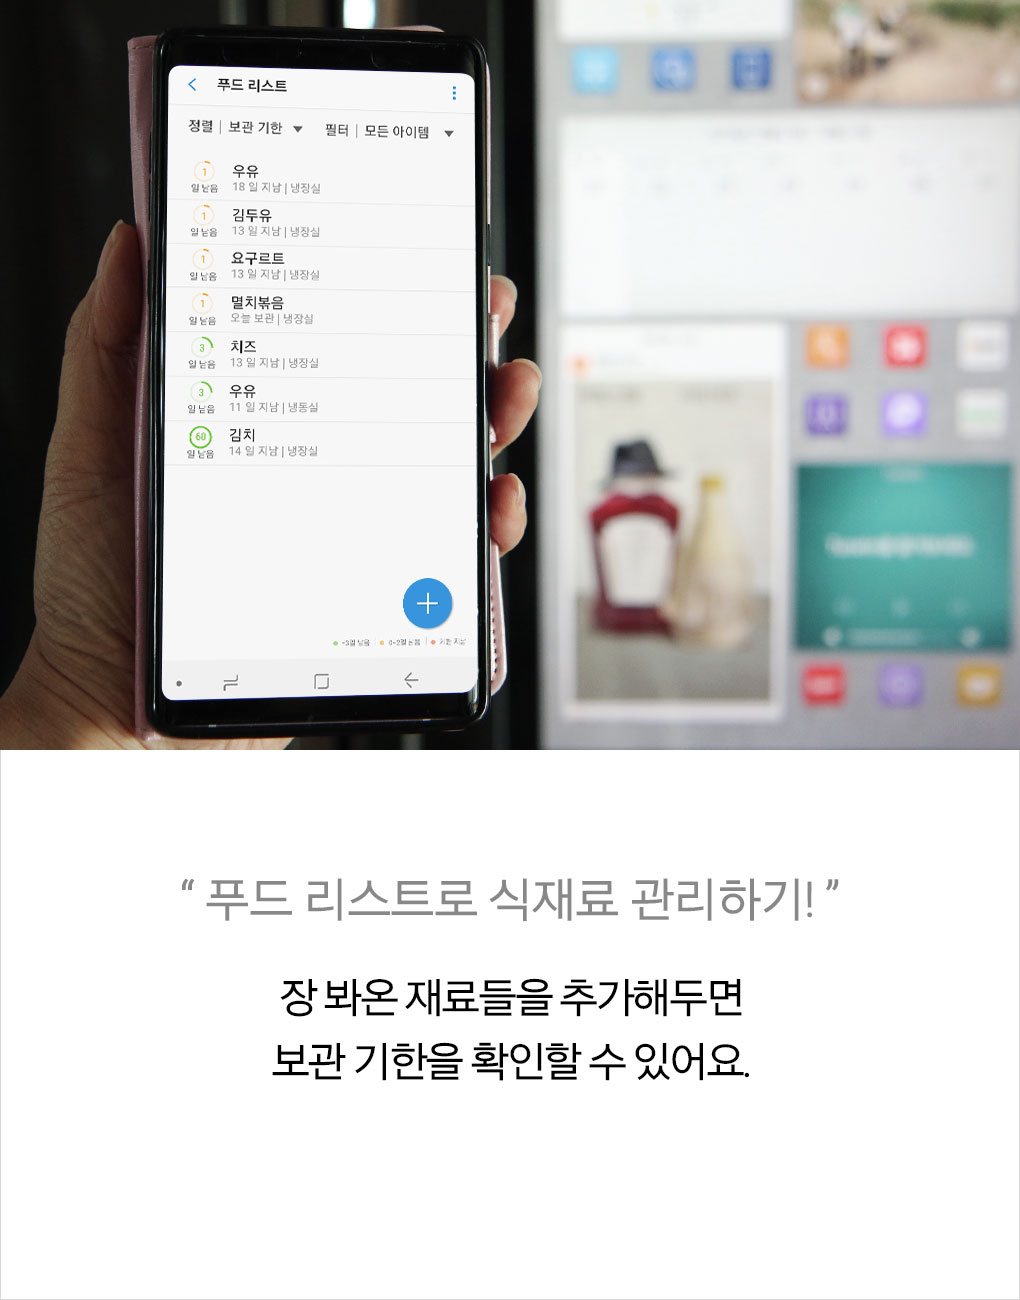 푸드 리스트
정렬 | 보관 기한 필터 | 모든 아이템
1 우유
일 남음 18 일 지남 | 냉장실
1 김두유
일 남음 13 일 지남 | 냉장실
1 요구르트
일 남음 13 일 지남 | 냉장실
1 멸치볶음
일 남음 오늘 보관 | 냉장실
3 치즈
일 남음 13 일 지남 | 냉장실
3 우유
일 남음 11 일 지남 | 냉동실
60 김치
일 남음 14 일 지남 | 냉장실
~3일 남음 0~2일 남음 기한 지남
“ 푸드 리스트로 식재료 관리하기! ”
장 봐온 재료들을 추가해두면
보관 기한을 확인할 수 있어요.